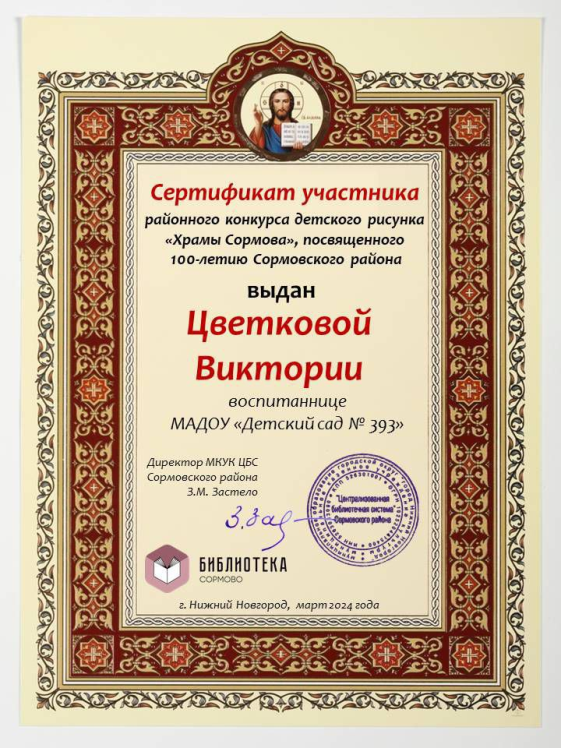 Сертификат участника
районного конкурса детского рисунка
«Храмы Сормова», посвященного
100-летию Сормовского района
выдан
Цветковой
Виктории
воспитаннице
МАДОУ «Детский сад № 393»
Директор МКУК ЦБС
Сормовского района
З.М. Застело
"Централизованная
библиотечная система"
Сормовского района
БИБЛИОТЕКА
СОРМОВО
г. Нижний Новгород, март 2024 года